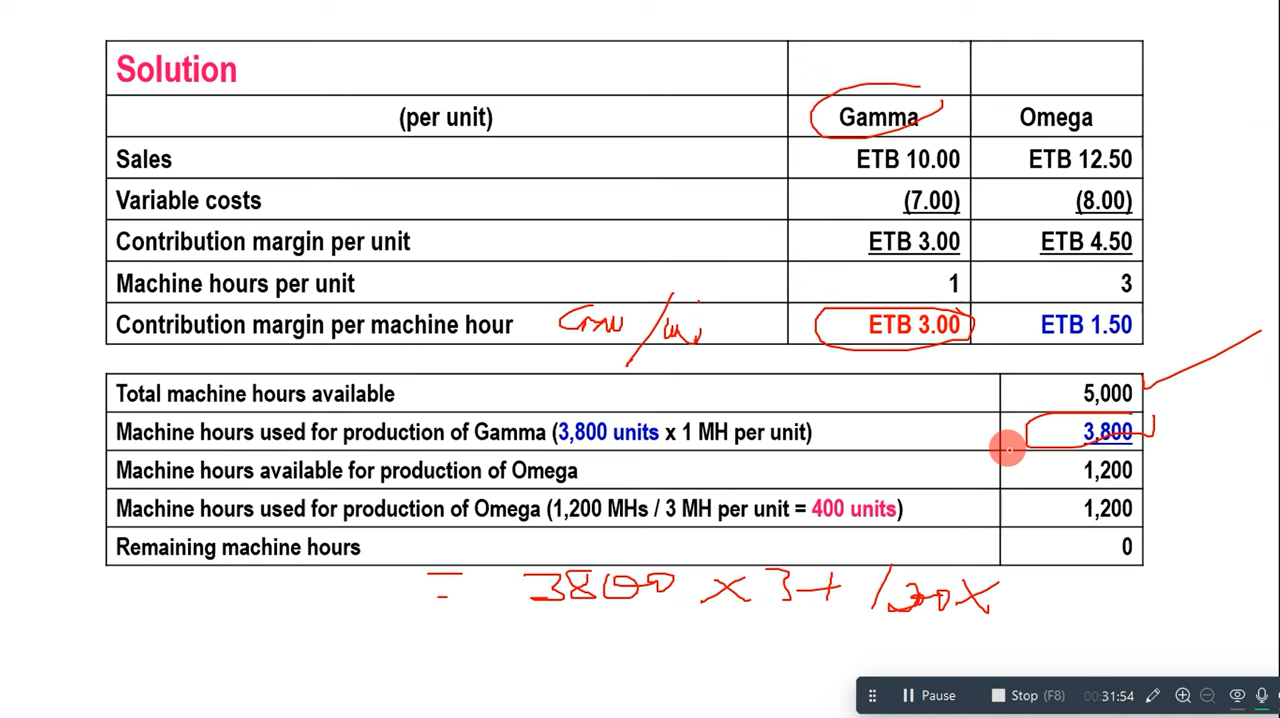 Solution
(per unit) Gamma Omega
Sales ETB 10.00 ETB 12.50
Variable costs (7.00) (8.00)
Contribution margin per unit ETB 3.00 ETB 4.50
Machine hours per unit 1 3
Contribution margin per machine hour ETB 3.00 ETB 1.50
Total machine hours available 5,000
Machine hours used for production of Gamma (3,800 units x 1 MH per unit) 3,800
Machine hours available for production of Omega 1,200
Machine hours used for production of Omega (1,200 MHs / 3 MH per unit = 400 units) 1,200
Remaining machine hours 0
= 3800 x 3 +
Pause Stop (F8) 00:31:54